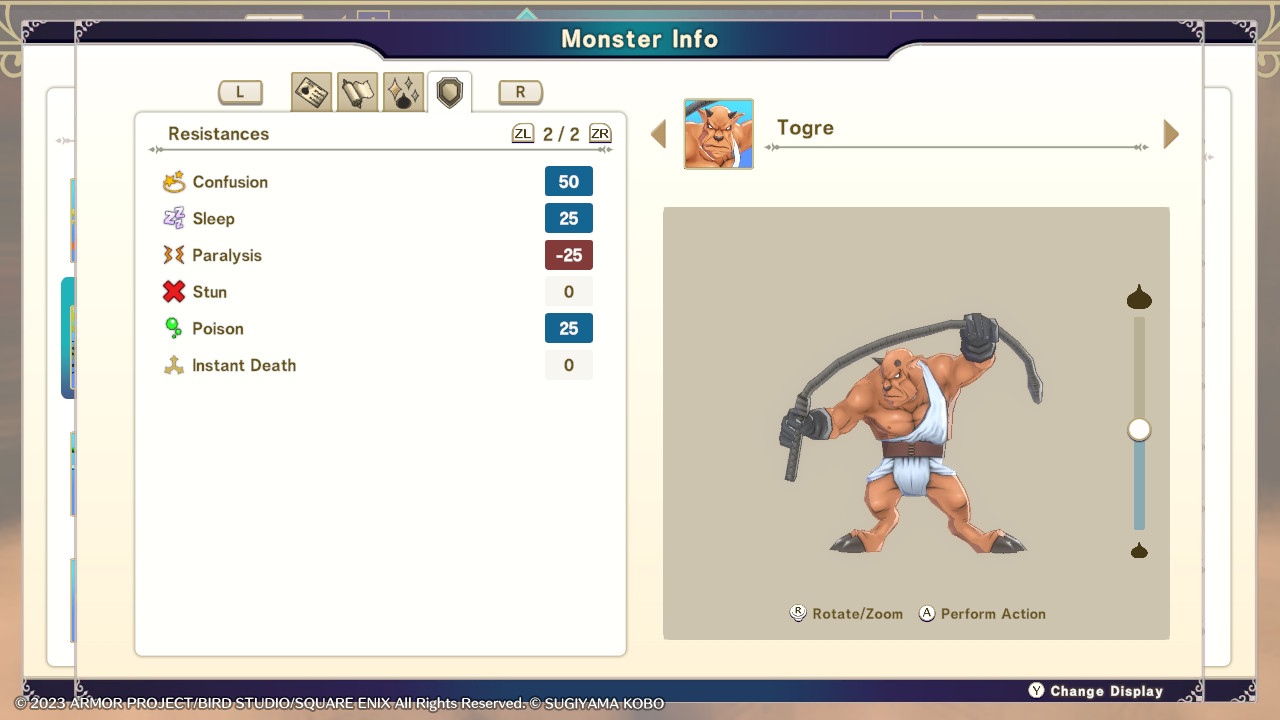 Monster Info
L
R
Resistances
ZL 2 / 2 ZR
Confusion 50
Sleep 25
Paralysis -25
Stun 0
Poison 25
Instant Death 0
Togre
R Rotate/Zoom A Perform Action
Y Change Display
© 2023 ARMOR PROJECT/BIRD STUDIO/SQUARE ENIX All Rights Reserved. © SUGIYAMA KOBO